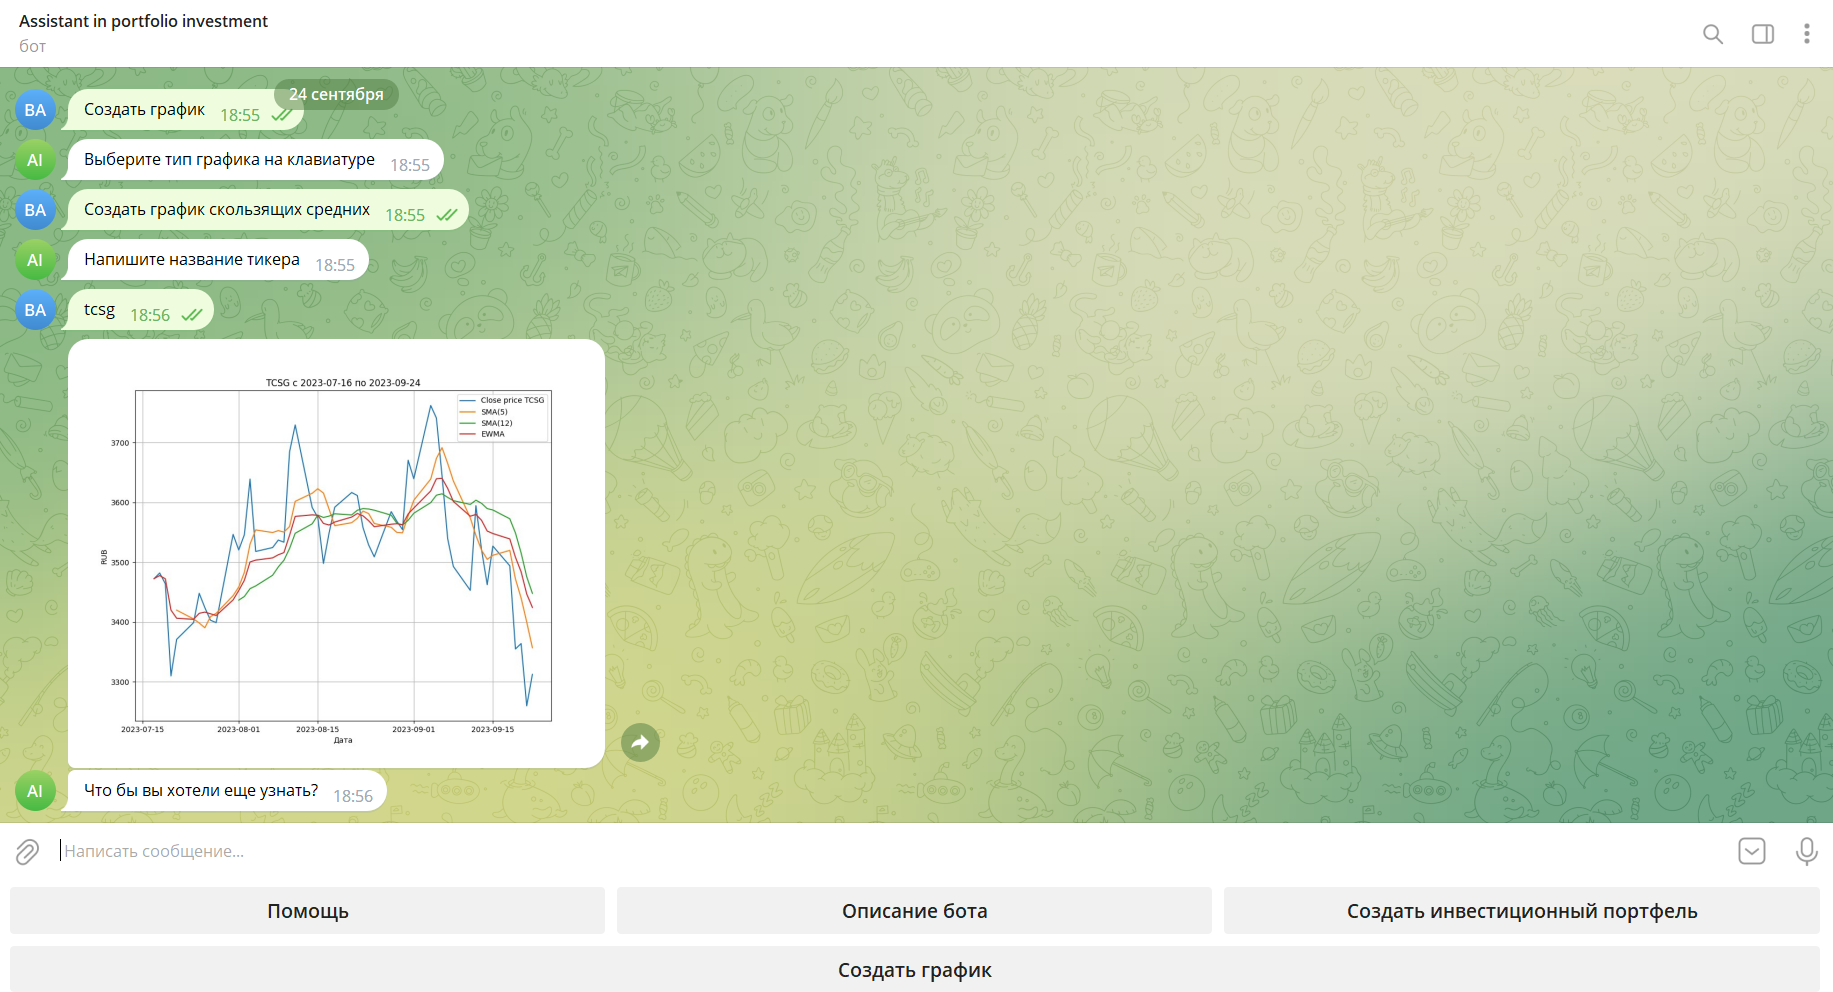 Assistant in portfolio investment
бот
24 сентября
BA
Создать график 18:55
AI
Выберите тип графика на клавиатуре 18:55
BA
Создать график скользящих средних 18:55
AI
Напишите название тикера 18:55
BA
tcsg 18:56
TCSG с 2023-07-16 по 2023-09-24
Close price TCSG
SMA(5)
SMA(12)
EWMA
3700
3600
3500
3400
3300
RUB
2023-07-15 2023-08-01 2023-08-15 2023-09-01 2023-09-15
Дата
AI
Что бы вы хотели еще узнать? 18:56
Написать сообщение...
Помощь Описание бота Создать инвестиционный портфель
Создать график